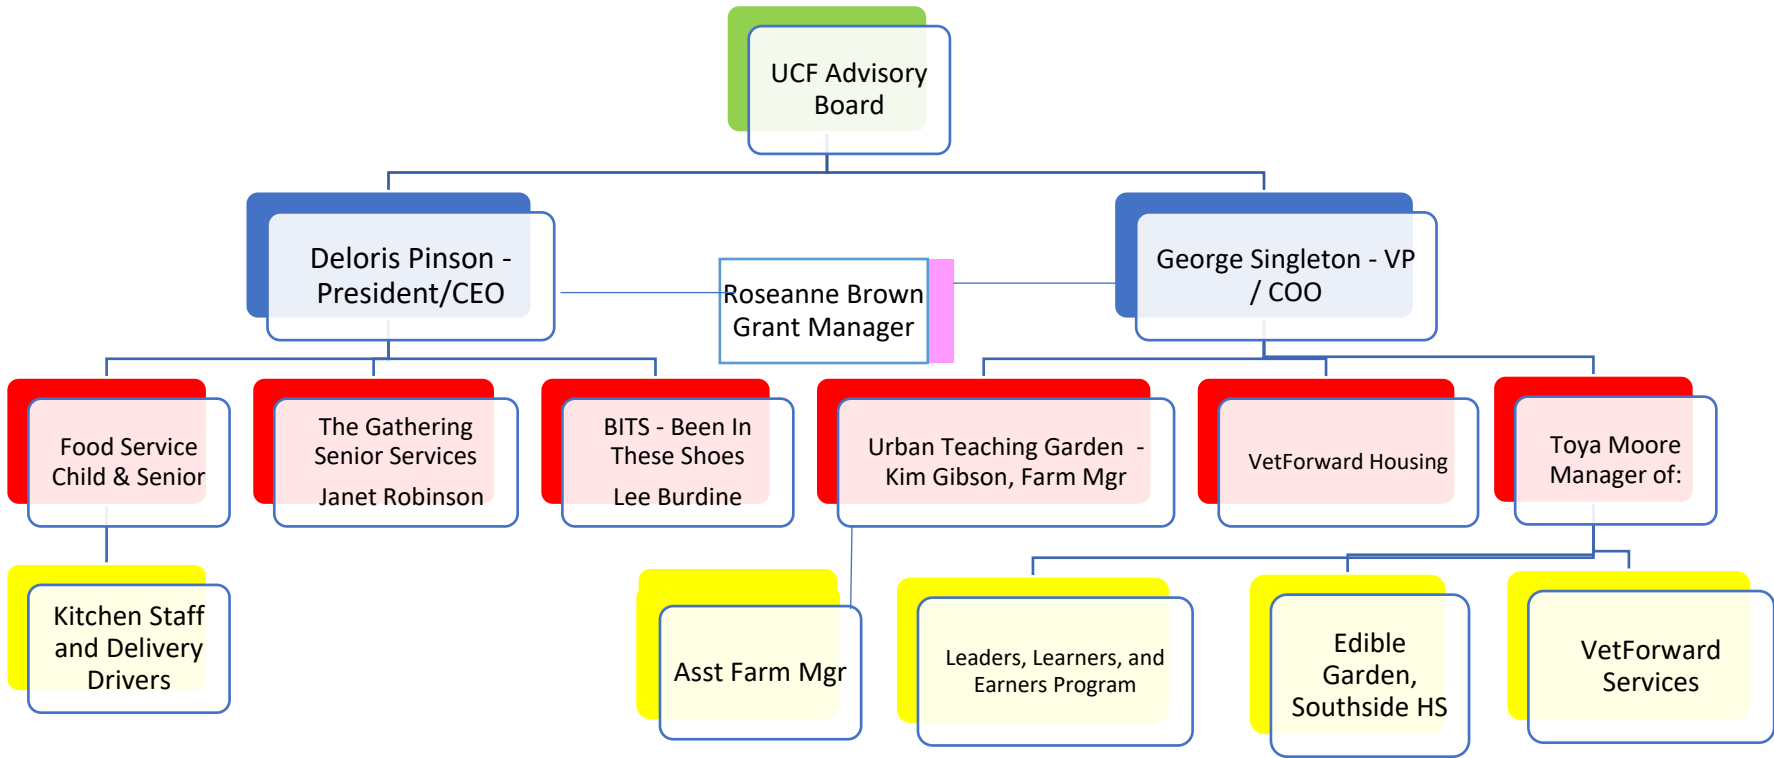 UCF Advisory
Board
Deloris Pinson -
President/CEO
Roseanne Brown
Grant Manager
George Singleton - VP
/ COO
Food Service
Child & Senior
The Gathering
Senior Services
Janet Robinson
BITS - Been In
These Shoes
Lee Burdine
Urban Teaching Garden -
Kim Gibson, Farm Mgr
VetForward Housing
Toya Moore
Manager of:
Kitchen Staff
and Delivery
Drivers
Asst Farm Mgr
Leaders, Learners, and
Earners Program
Edible
Garden,
Southside HS
VetForward
Services